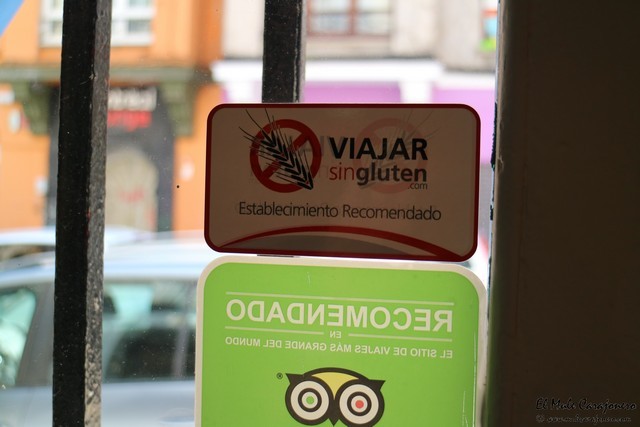 VIAJAR
singluten
.com
Establecimiento Recomendado
RECOMENDADO
EN
EL SITIO DE VIAJES MÁS GRANDE DEL MUNDO